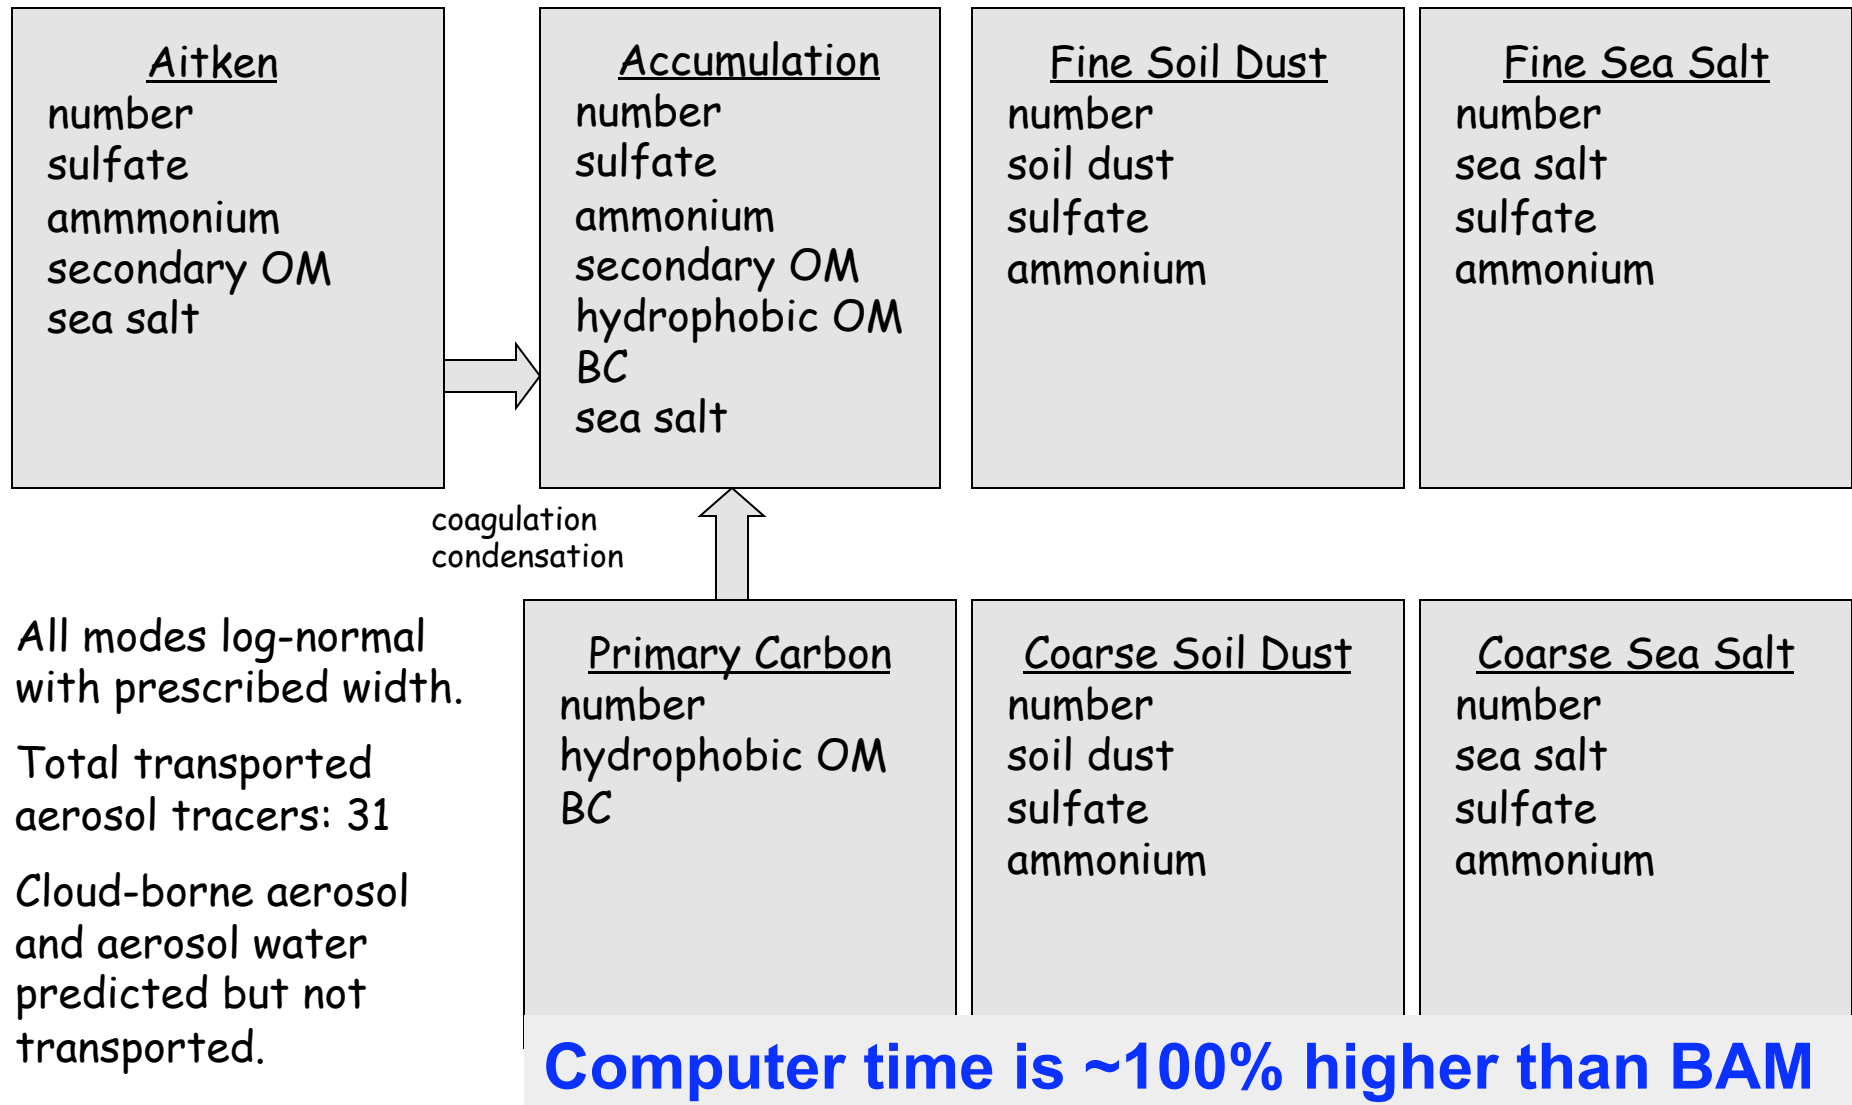 Aitken
number
sulfate
ammmonium
secondary OM
sea salt
Accumulation
number
sulfate
ammonium
secondary OM
hydrophobic OM
BC
sea salt
Fine Soil Dust
number
soil dust
sulfate
ammonium
Fine Sea Salt
number
sea salt
sulfate
ammonium
coagulation
condensation
All modes log-normal
with prescribed width.
Total transported
aerosol tracers: 31
Cloud-borne aerosol
and aerosol water
predicted but not
transported.
Primary Carbon
number
hydrophobic OM
BC
Coarse Soil Dust
number
soil dust
sulfate
ammonium
Coarse Sea Salt
number
sea salt
sulfate
ammonium
Computer time is ~100% higher than BAM